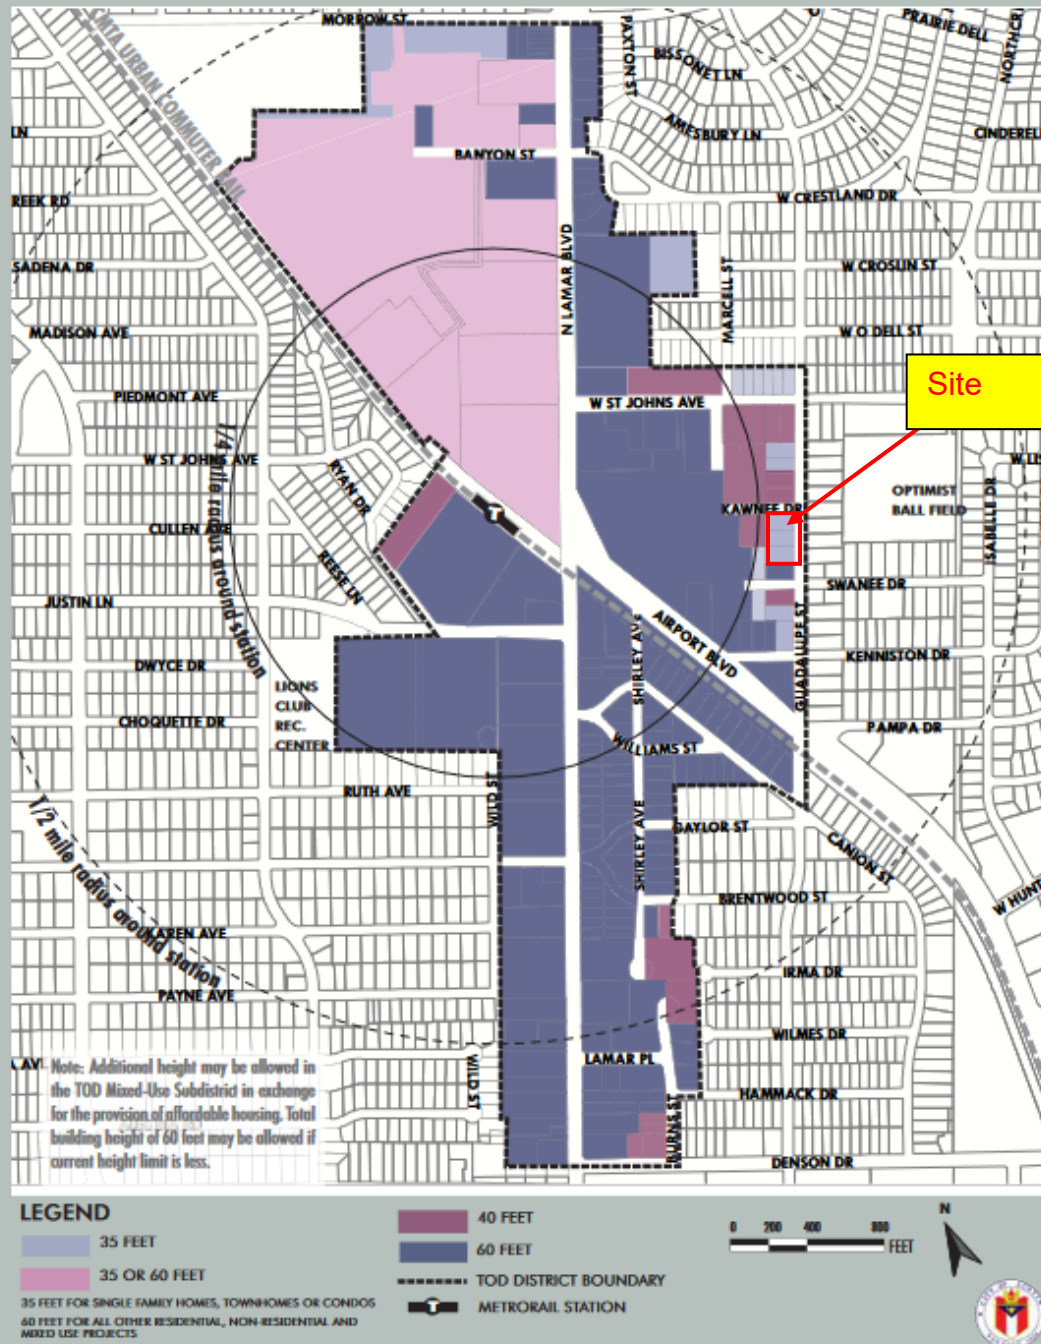 MORROW ST
PAXTON ST
PRAIRIE DELL
BISSONET LN
AMESBURY LN
LN
BANYON ST
W CRESTLAND DR
REEK RD
SADENA DR
N LAMAR BLVD
MARCELL ST
W CROSLIN ST
MADISON AVE
W O DELL ST
Site
PIEDMONT AVE
W ST JOHNS AVE
W ST JOHNS AVE
RYAN DR
OPTIMIST
BALL FIELD
ISABELLE DR
KAWNEE DR
CULLEN AVE
1/4 mile radius around station
T
REESE LN
SWANEE DR
JUSTIN LN
SHIRLEY AVE
AIRPORT BLVD
GUADALUPE ST
KENNISTON DR
DWYCE DR
LIONS
CLUB
REC.
CENTER
CHOQUETTE DR
PAMPA DR
WILLIAMS ST
RUTH AVE
WILD ST
SHIRLEY AVE
GAYLOR ST
CANION ST
1/2 mile radius around station
BRENTWOOD ST
W HUNT
KAREN AVE
IRMA DR
PAYNE AVE
WILMES DR
WILD ST
LAMAR PL
HAMMACK DR
BURNS ST
DENSON DR
Note: Additional height may be allowed in
the TOD Mixed-Use Subdistrict in exchange
for the provision of affordable housing. Total
building height of 60 feet may be allowed if
current height limit is less.
LEGEND
35 FEET
35 OR 60 FEET
35 FEET FOR SINGLE FAMILY HOMES, TOWNHOMES OR CONDOS
60 FEET FOR ALL OTHER RESIDENTIAL, NON-RESIDENTIAL AND
MIXED USE PROJECTS
40 FEET
60 FEET
TOD DISTRICT BOUNDARY
T METRORAIL STATION
0 200 400 800
FEET
N